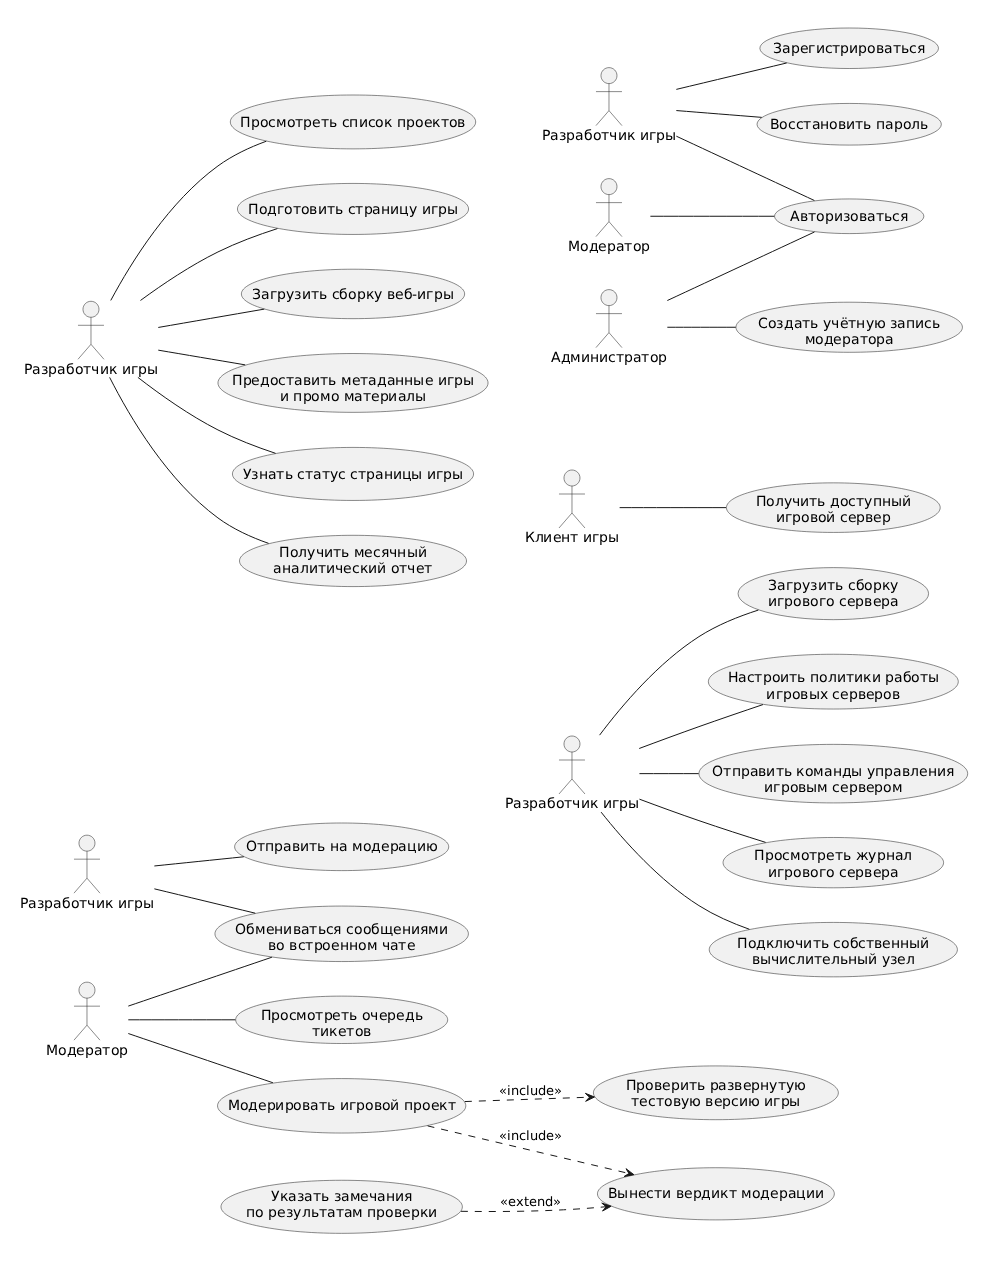 Просмотреть список проектов
Подготовить страницу игры
Загрузить сборку веб-игры
Разработчик игры
Предоставить метаданные игры
и промо материалы
Узнать статус страницы игры
Получить месячный
аналитический отчет
Зарегистрироваться
Разработчик игры
Восстановить пароль
Авторизоваться
Модератор
Администратор
Создать учётную запись
модератора
Клиент игры
Получить доступный
игровой сервер
Загрузить сборку
игрового сервера
Настроить политики работы
игровых серверов
Разработчик игры
Отправить команды управления
игровым сервером
Просмотреть журнал
игрового сервера
Подключить собственный
вычислительный узел
Отправить на модерацию
Разработчик игры
Обмениваться сообщениями
во встроенном чате
Просмотреть очередь
тикетов
Модератор
Модерировать игровой проект
«include»
Проверить развернутую
тестовую версию игры
«include»
Вынести вердикт модерации
Указать замечания
по результатам проверки
«extend»